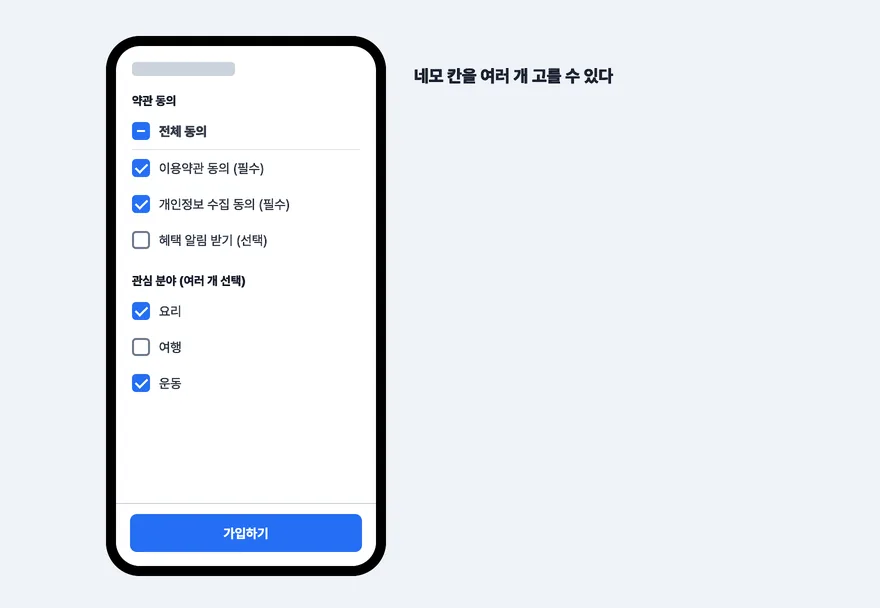 약관 동의
전체 동의
이용약관 동의 (필수)
개인정보 수집 동의 (필수)
혜택 알림 받기 (선택)
관심 분야 (여러 개 선택)
요리
여행
운동
가입하기
네모 칸을 여러 개 고를 수 있다